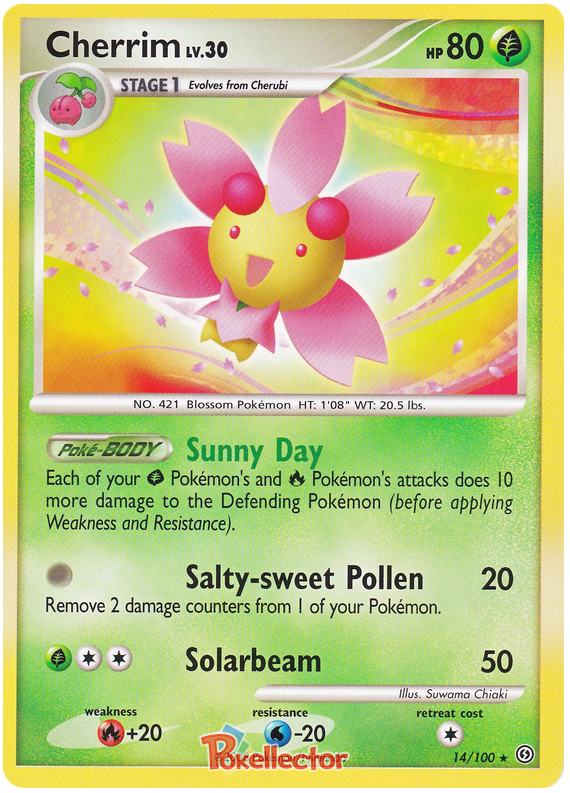 Cherrim LV.30 HP 80
STAGE 1 Evolves from Cherubi
NO. 421 Blossom Pokémon HT: 1'08" WT: 20.5 lbs.
Poké-BODY Sunny Day
Each of your Pokémon's and Pokémon's attacks does 10
more damage to the Defending Pokémon (before applying
Weakness and Resistance).
Salty-sweet Pollen 20
Remove 2 damage counters from 1 of your Pokémon.
Solarbeam 50
Illus. Suwama Chiaki
weakness resistance retreat cost
+20 -20
Pokellector
14/100